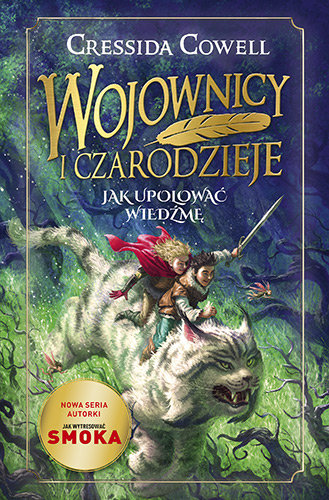 CRESSIDA COWELL
WOJOWNICY
I CZARODZIEJE
JAK UPOLOWAĆ
WIEDŹMĘ
NOWA SERIA
AUTORKI
JAK WYTRESOWAĆ
SMOKA